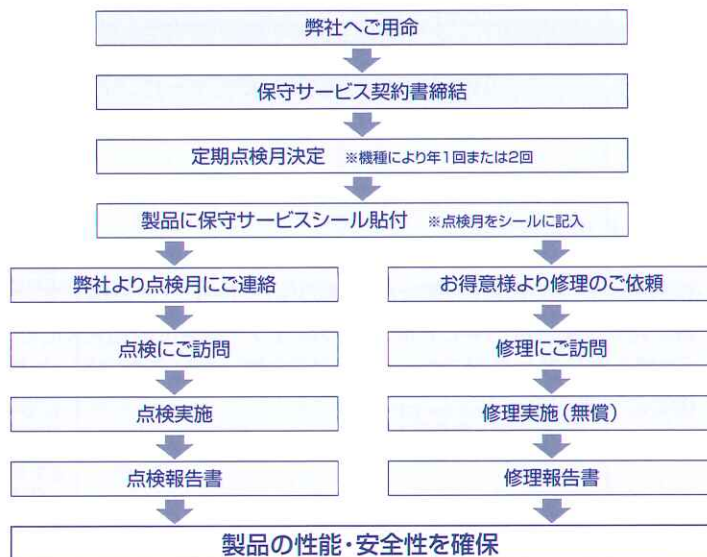 弊社へご用命
保守サービス契約書締結
定期点検月決定 ※機種により年1回または2回
製品に保守サービスシール貼付 ※点検月をシールに記入
弊社より点検月にご連絡
点検にご訪問
点検実施
点検報告書
お得意様より修理のご依頼
修理にご訪問
修理実施(無償)
修理報告書
製品の性能・安全性を確保